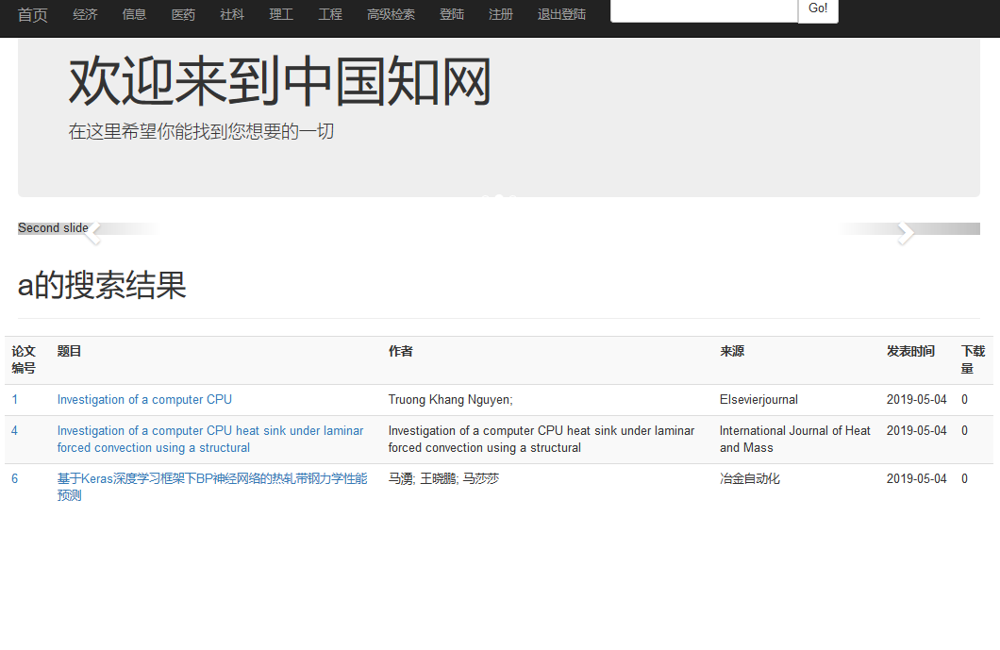 首页 经济 信息 医药 社科 理工 工程 高级检索 登陆 注册 退出登陆 Go!
欢迎来到中国知网
在这里希望你能找到您想要的一切
Second slide
a的搜索结果
论文编号 题目 作者 来源 发表时间 下载量
1 Investigation of a computer CPU Truong Khang Nguyen; Elsevierjournal 2019-05-04 0
4 Investigation of a computer CPU heat sink under laminar forced convection using a structural Investigation of a computer CPU heat sink under laminar forced convection using a structural International Journal of Heat and Mass 2019-05-04 0
6 基于Keras深度学习框架下BP神经网络的热轧带钢力学性能预测 马湧; 王晓鹏; 马莎莎 冶金自动化 2019-05-04 0